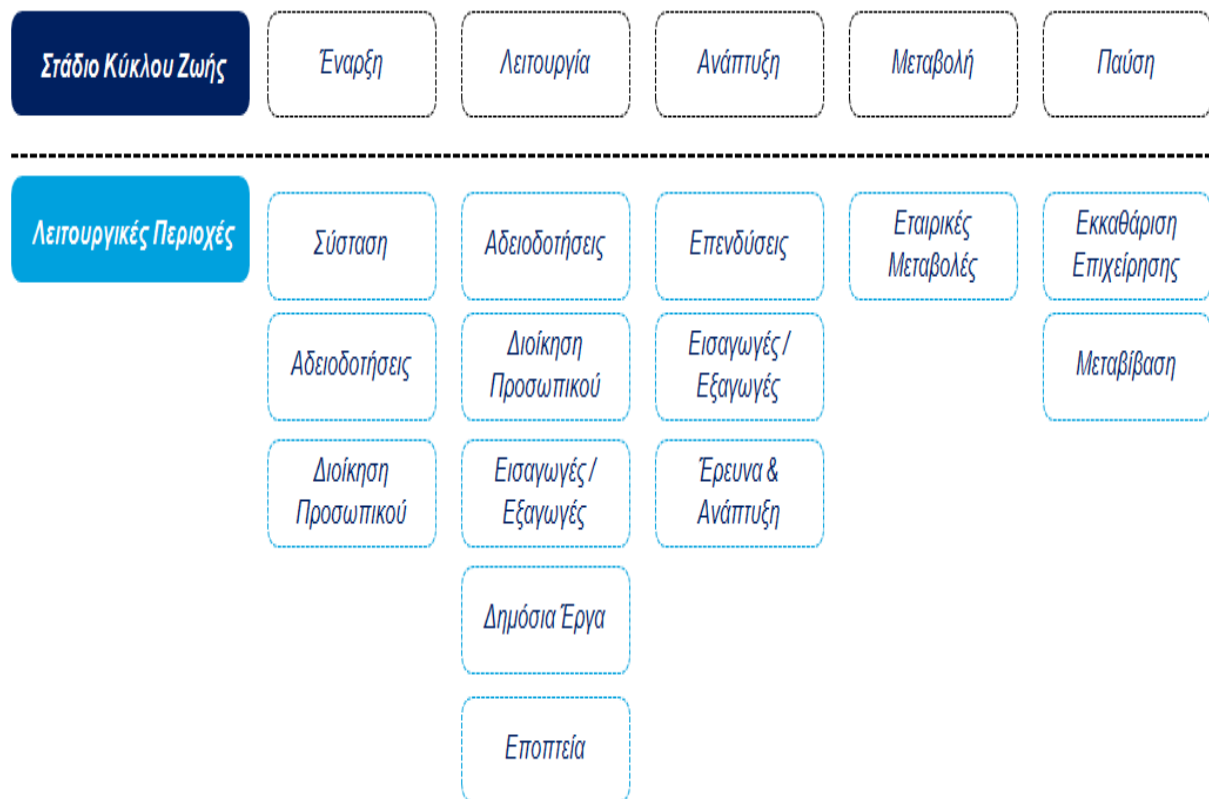 Στάδιο Κύκλου Ζωής
Έναρξη
Λειτουργία
Ανάπτυξη
Μεταβολή
Παύση
Λειτουργικές Περιοχές
Σύσταση
Αδειοδοτήσεις
Επενδύσεις
Εταιρικές
Μεταβολές
Εκκαθάριση
Επιχείρησης
Αδειοδοτήσεις
Διοίκηση
Προσωπικού
Εισαγωγές /
Εξαγωγές
Μεταβίβαση
Διοίκηση
Προσωπικού
Εισαγωγές /
Εξαγωγές
Έρευνα &
Ανάπτυξη
Δημόσια Έργα
Εποπτεία